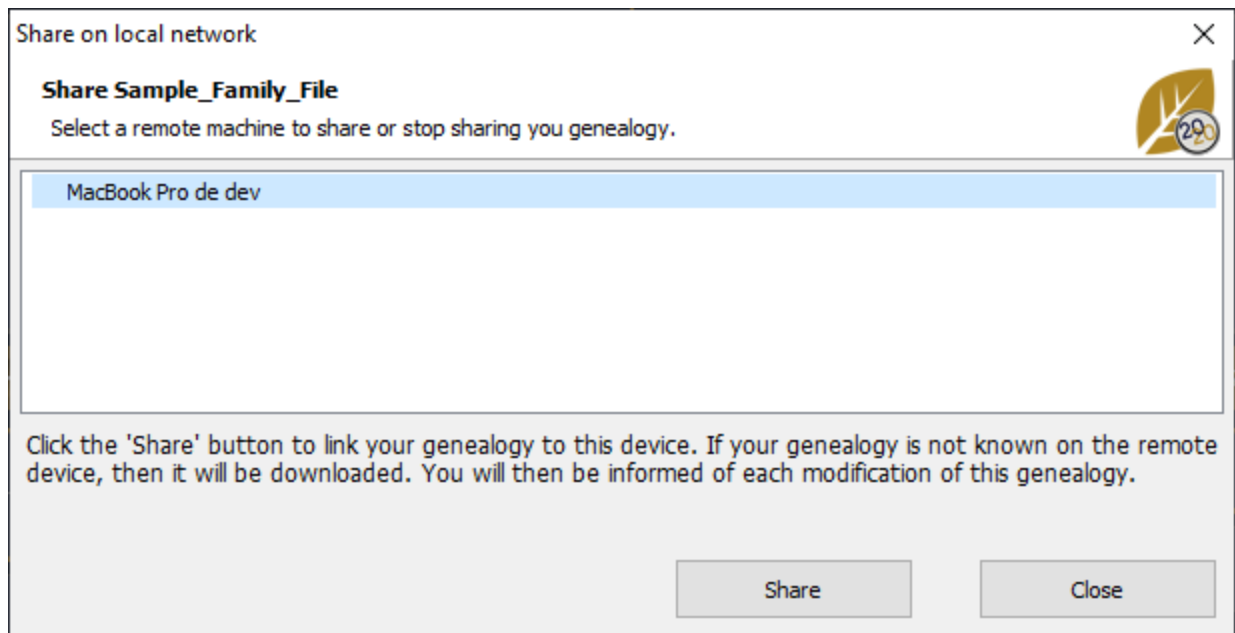 Share on local network
Share Sample_Family_File
Select a remote machine to share or stop sharing you genealogy.
2020
MacBook Pro de dev
Click the 'Share' button to link your genealogy to this device. If your genealogy is not known on the remote
device, then it will be downloaded. You will then be informed of each modification of this genealogy.
Share
Close